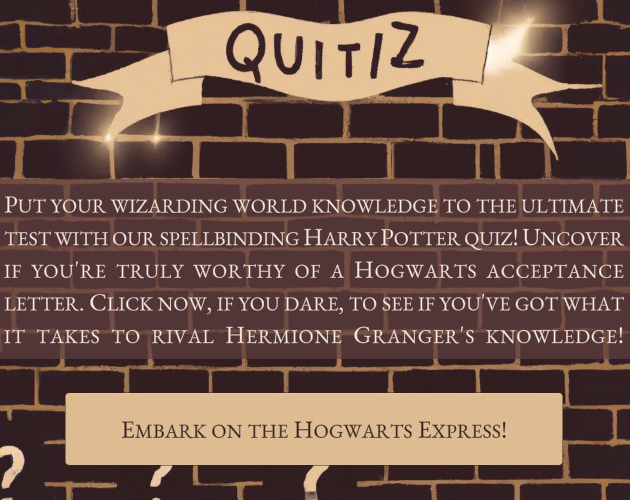 QUITIZ
Put your wizarding world knowledge to the ultimate
test with our spellbinding Harry Potter quiz! Uncover
if you're truly worthy of a Hogwarts acceptance
letter. Click now, if you dare, to see if you've got what
it takes to rival Hermione Granger's knowledge!
Embark on the Hogwarts Express!
? ? ?